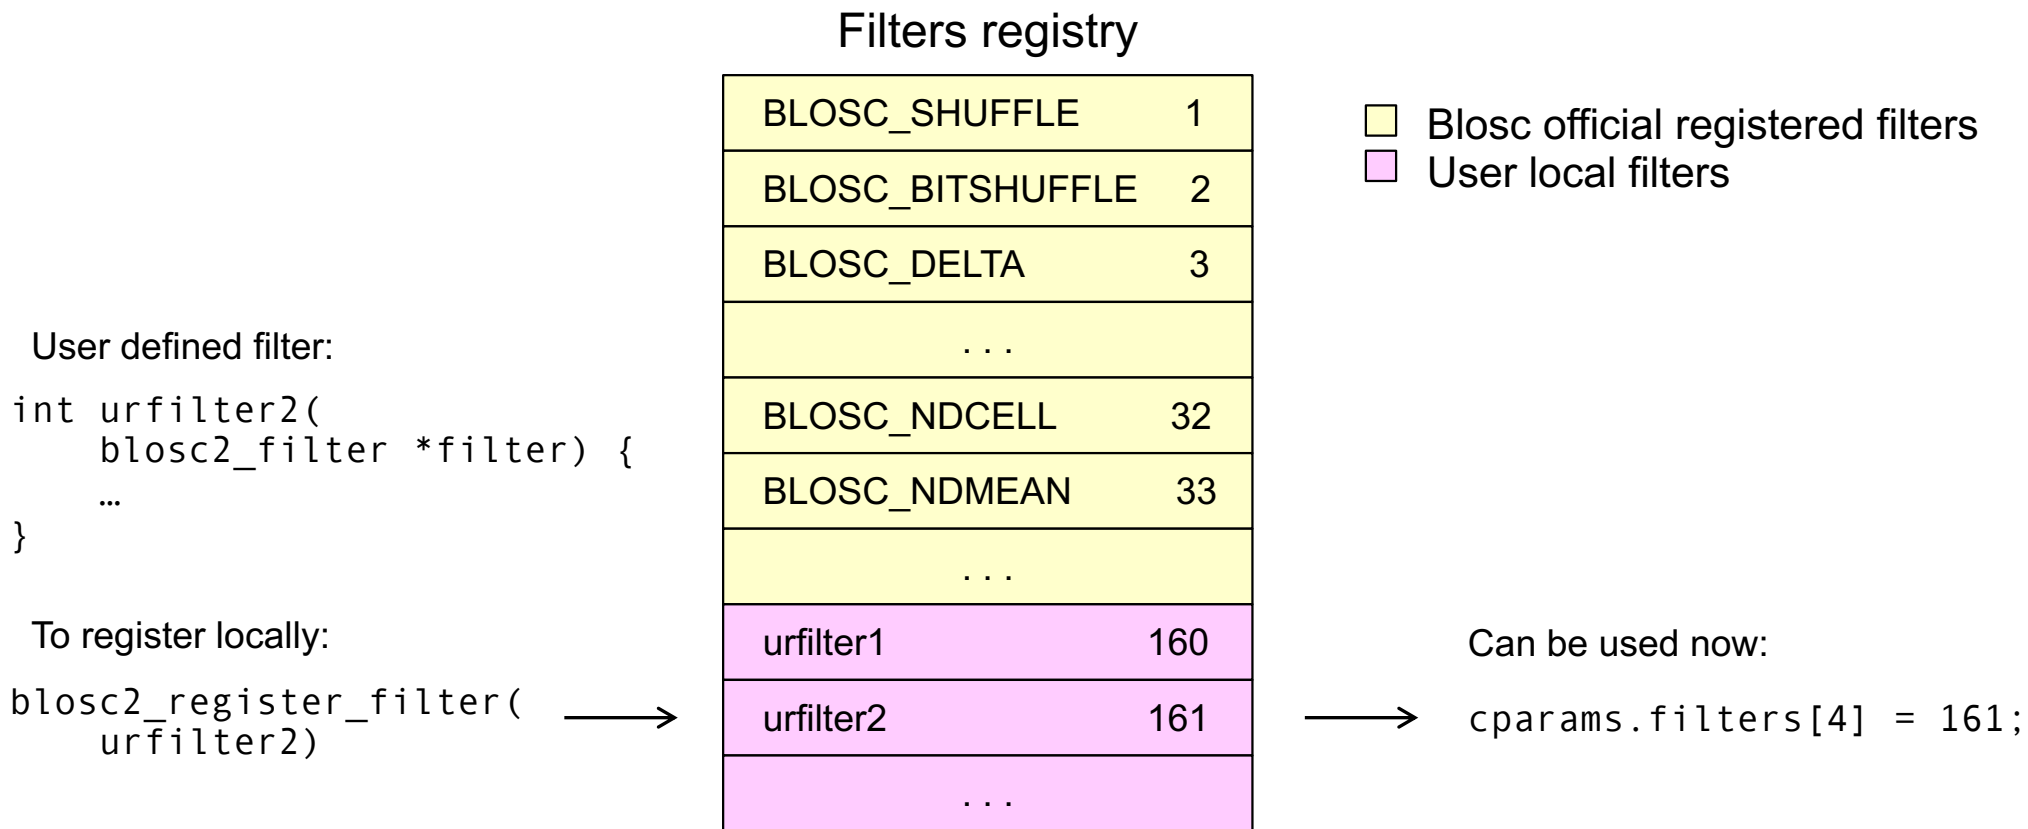 Filters registry
BLOSC_SHUFFLE 1
BLOSC_BITSHUFFLE 2
BLOSC_DELTA 3
. . .
BLOSC_NDCELL 32
BLOSC_NDMEAN 33
. . .
urfilter1 160
urfilter2 161
. . .
Blosc official registered filters
User local filters
User defined filter:
int urfilter2(
    blosc2_filter *filter) {
    …
}
To register locally:
blosc2_register_filter(
    urfilter2)
Can be used now:
cparams.filters[4] = 161;